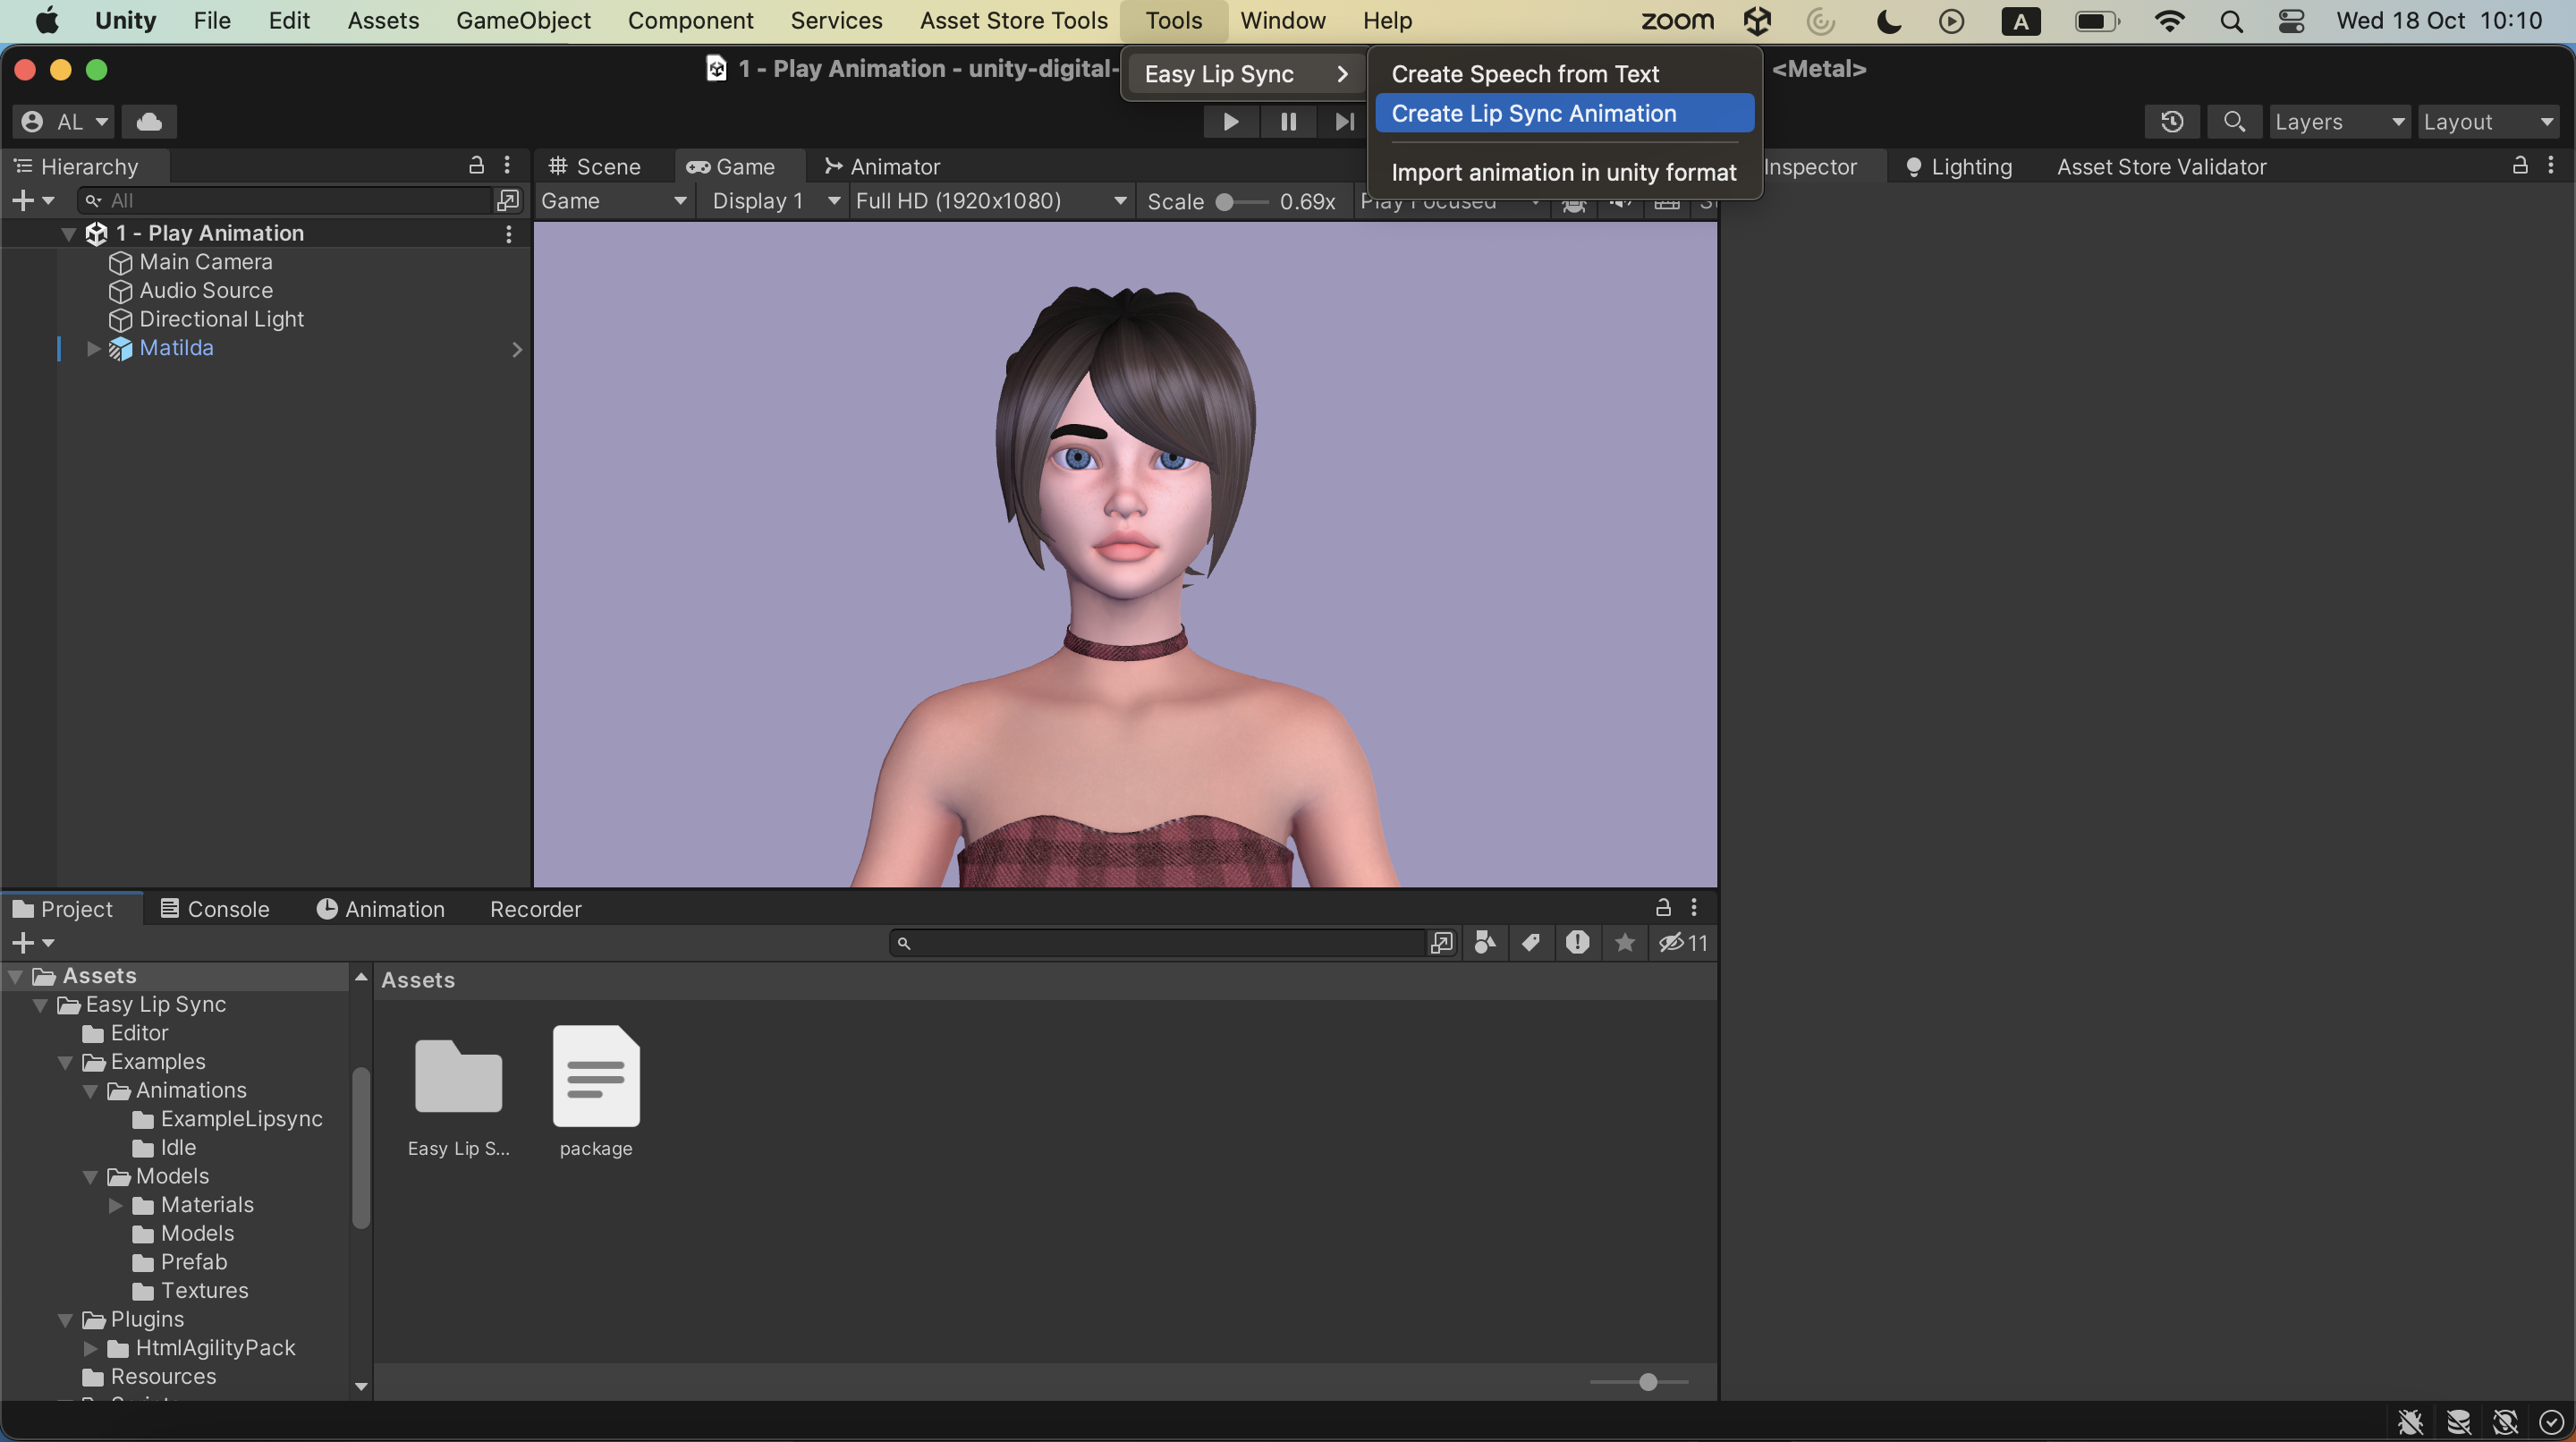 Unity File Edit Assets GameObject Component Services Asset Store Tools Tools Window Help zoom A Wed 18 Oct 10:10
1 - Play Animation - unity-digital- <Metal>
Easy Lip Sync
Create Speech from Text
Create Lip Sync Animation
Import animation in unity format
AL
Layers Layout
Hierarchy
Scene Game Animator
Inspector Lighting Asset Store Validator
All
Game Display 1 Full HD (1920x1080) Scale 0.69x Play Focused
1 - Play Animation
Main Camera
Audio Source
Directional Light
Matilda
Project Console Animation Recorder
11
Assets
Easy Lip Sync
Editor
Examples
Animations
ExampleLipsync
Idle
Models
Materials
Models
Prefab
Textures
Plugins
HtmlAgilityPack
Resources
Assets
Easy Lip S...
package